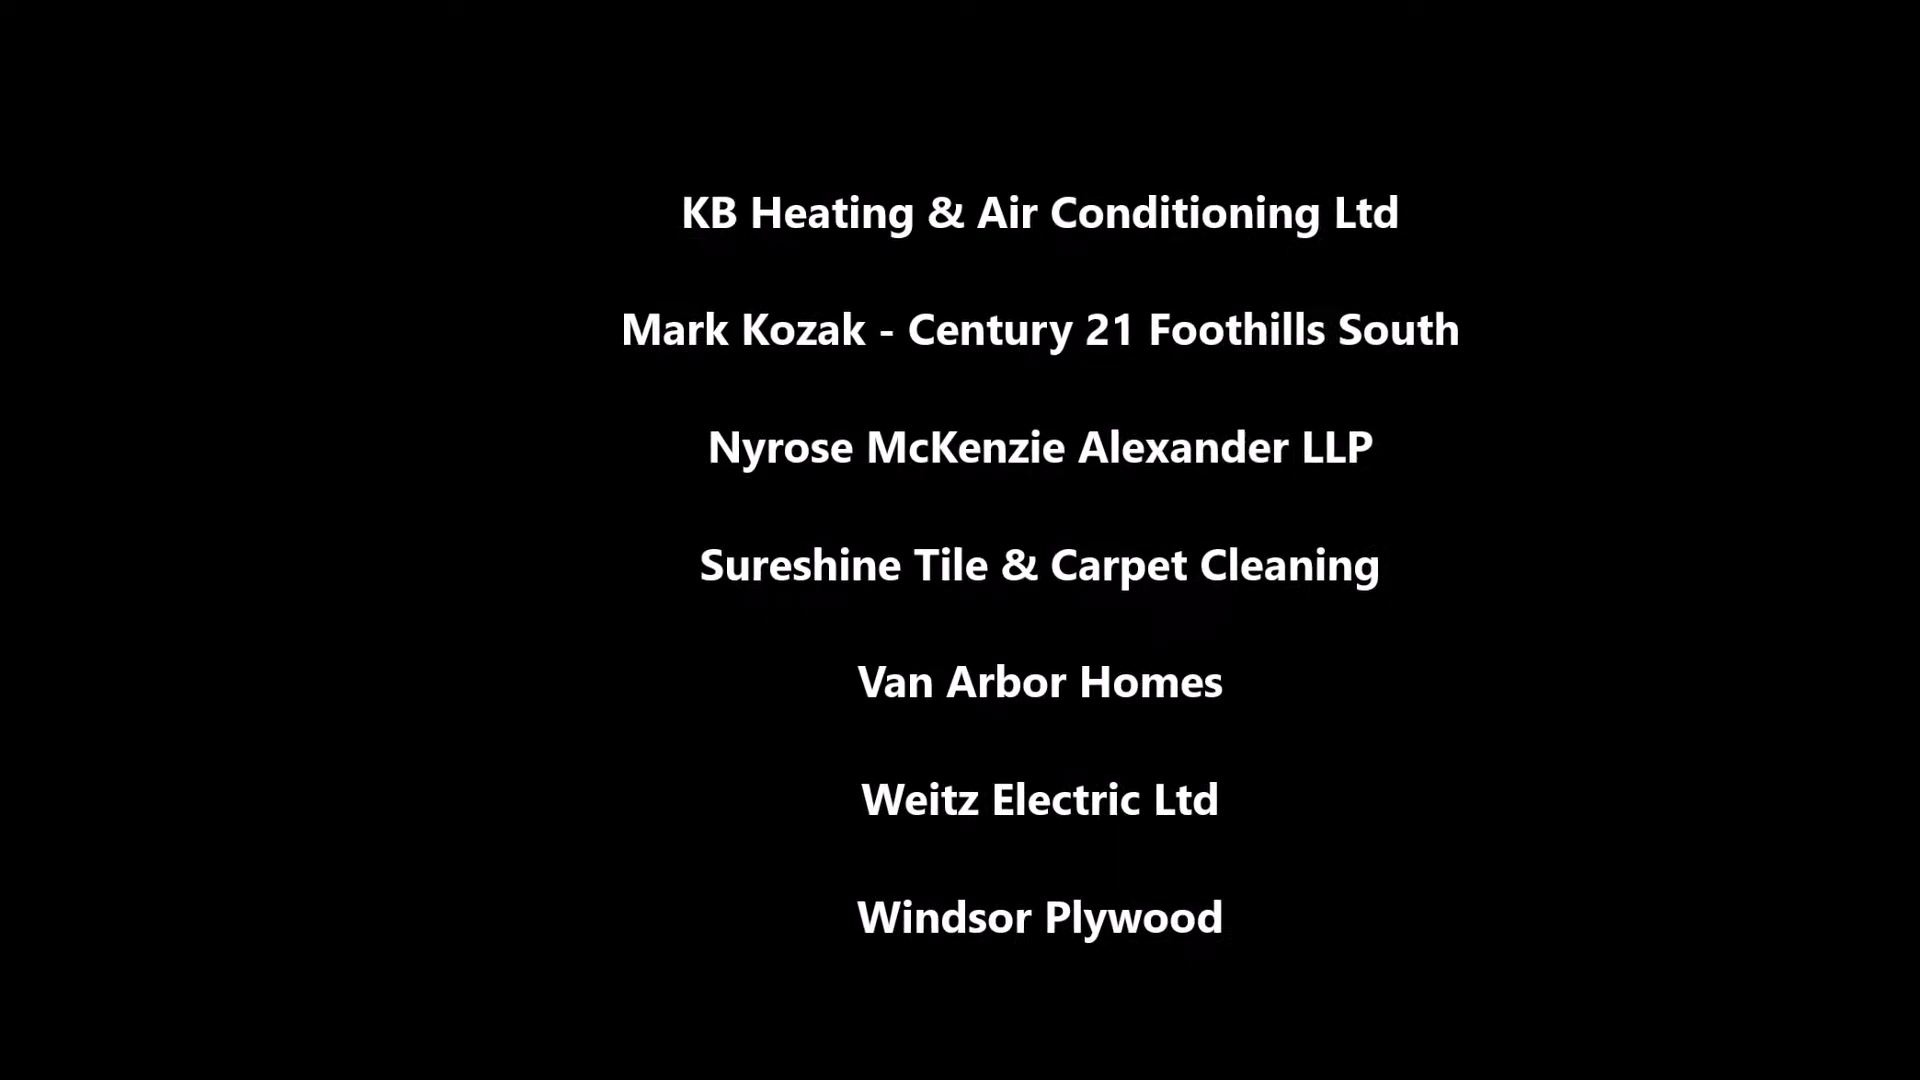 KB Heating & Air Conditioning Ltd
Mark Kozak - Century 21 Foothills South
Nyrose McKenzie Alexander LLP
Sureshine Tile & Carpet Cleaning
Van Arbor Homes
Weitz Electric Ltd
Windsor Plywood